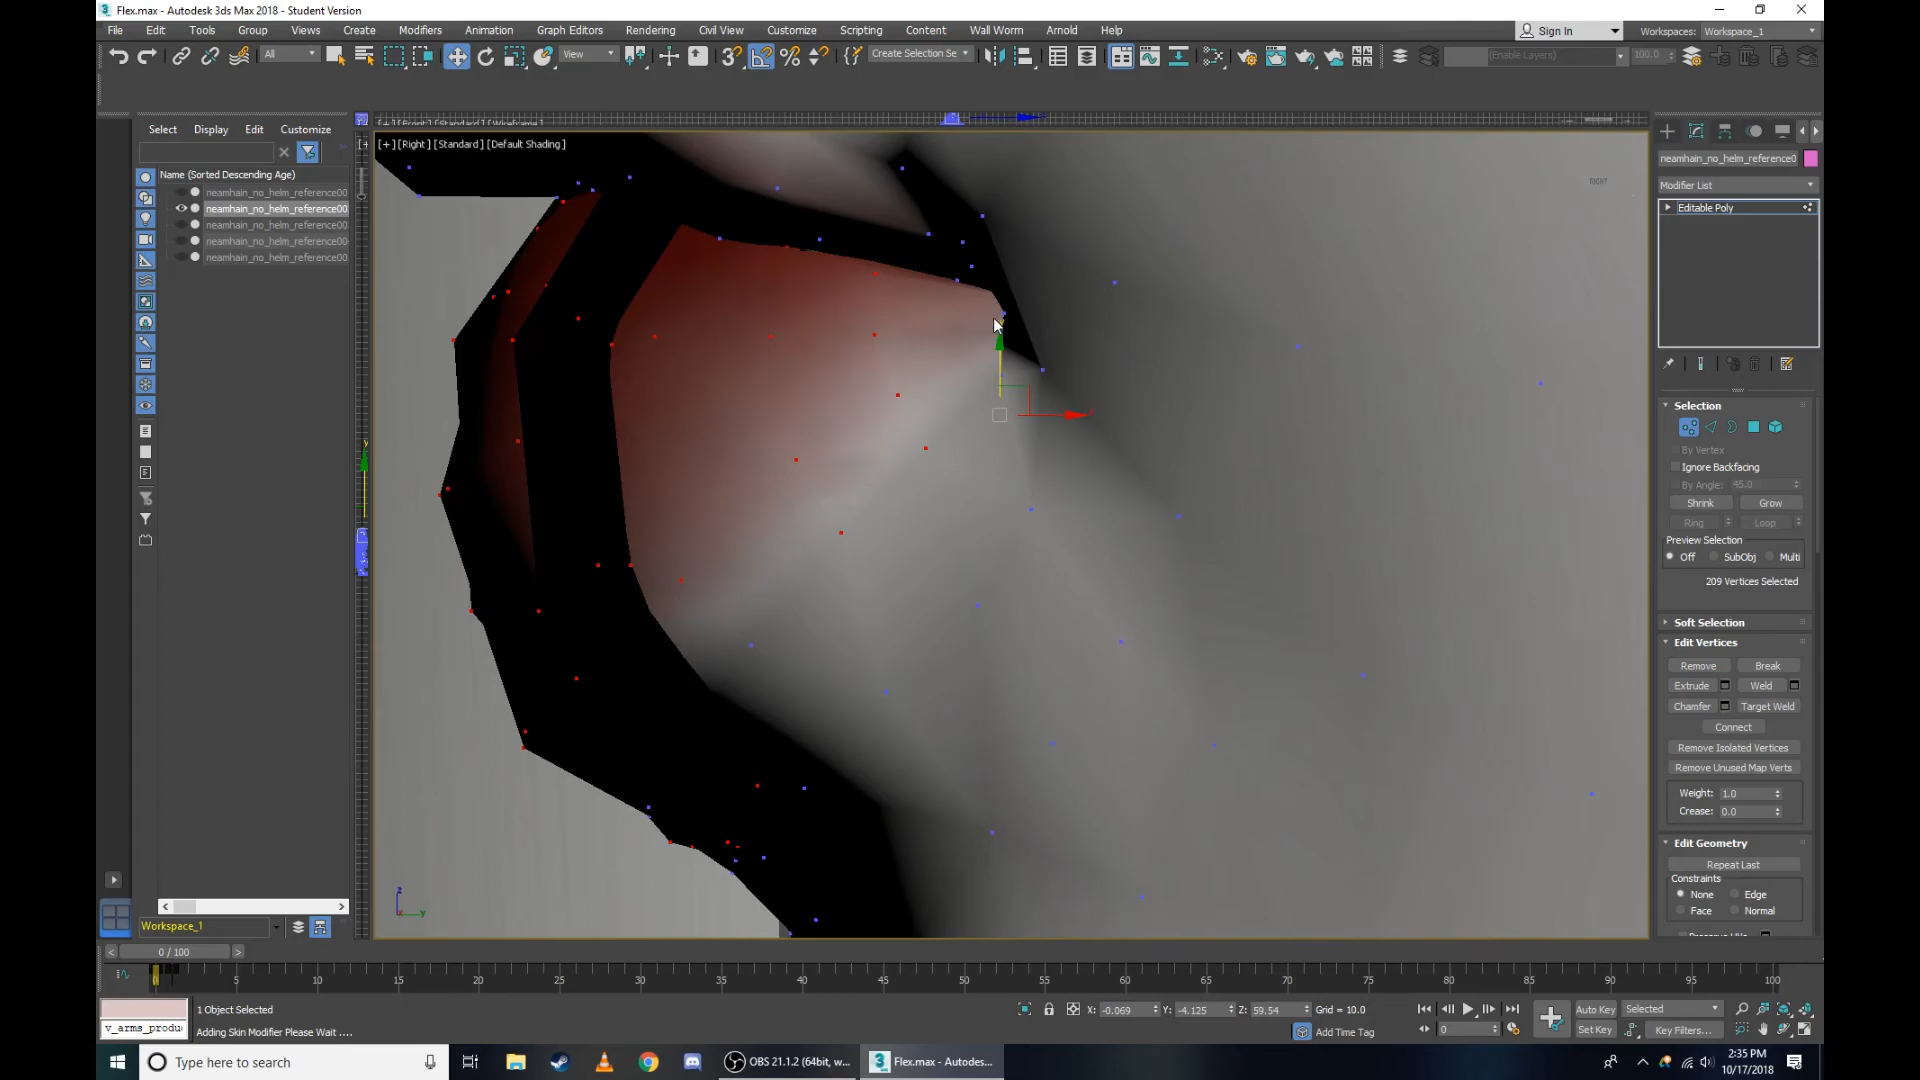 Flex.max - Autodesk 3ds Max 2018 - Student Version
File Edit Tools Group Views Create Modifiers Animation Graph Editors Rendering Civil View Customize Scripting Content Wall Worm Arnold Help
Sign In Workspaces: Workspace_1
All View Create Selection Se (Enable Layers) 100.0
Select Display Edit Customize
[+][Right][Standard][Default Shading]
RIGHT
Name (Sorted Descending Age)
neamhain_no_helm_reference00
neamhain_no_helm_reference00
neamhain_no_helm_reference00
neamhain_no_helm_reference00
neamhain_no_helm_reference00
neamhain_no_helm_reference0
Modifier List
Editable Poly
Selection
By Vertex
Ignore Backfacing
By Angle: 45.0
Shrink Grow
Ring Loop
Preview Selection
Off SubObj Multi
209 Vertices Selected
Soft Selection
Edit Vertices
Remove Break
Extrude Weld
Chamfer Target Weld
Connect
Remove Isolated Vertices
Remove Unused Map Verts
Weight: 1.0
Crease: 0.0
Edit Geometry
Repeat Last
Constraints
None Edge
Face Normal
z
y
Workspace_1
0 / 100
0 5 10 15 20 25 30 35 40 45 50 55 60 65 70 75 80 85 90 95 100
1 Object Selected
X: -0.069 Y: -4.125 Z: 59.54 Grid = 10.0
Auto Key Selected
v_arms_produ
Adding Skin Modifier Please Wait ....
Add Time Tag
0
Set Key Key Filters...
Type here to search
OBS 21.1.2 (64bit, w...
Flex.max - Autodes...
2:35 PM
10/17/2018